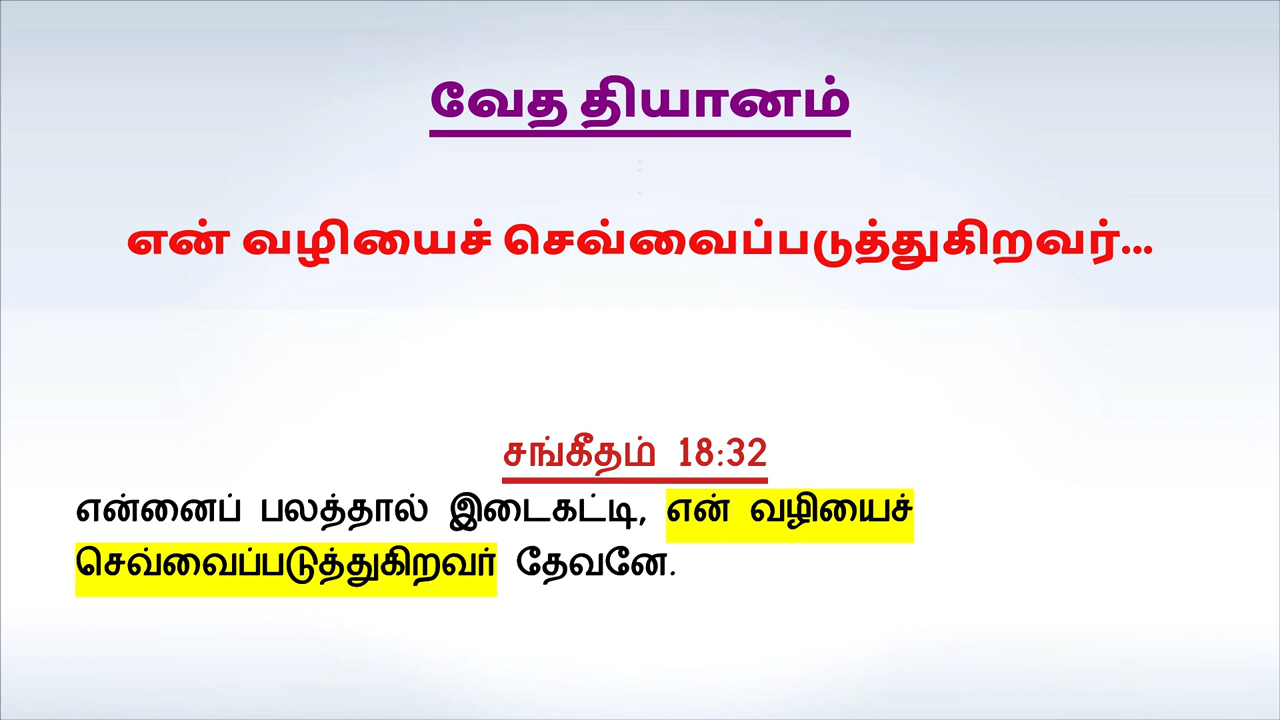 வேத தியானம்
என் வழியைச் செவ்வைப்படுத்துகிறவர்...
சங்கீதம் 18:32
என்னைப் பலத்தால் இடைகட்டி, என் வழியைச்
செவ்வைப்படுத்துகிறவர் தேவனே.